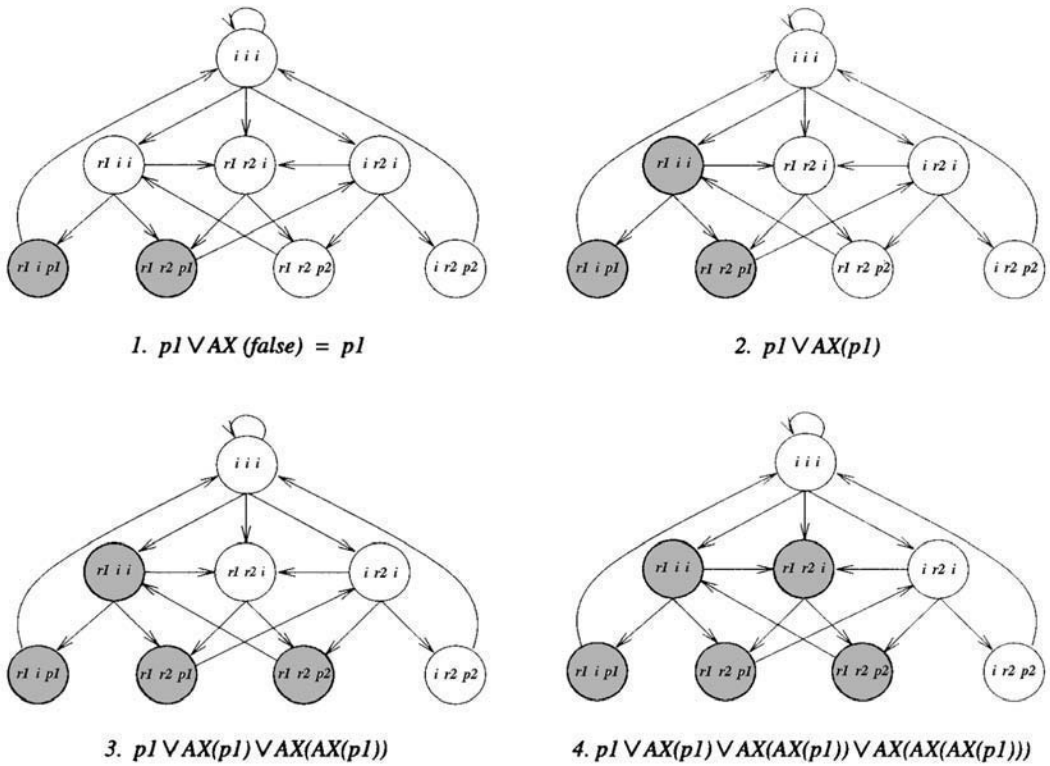 i i i
i i i
r1 i i
r1 r2 i
i r2 i
r1 i i
r1 r2 i
i r2 i
r1 i p1
r1 r2 p1
r1 r2 p2
i r2 p2
r1 i p1
r1 r2 p1
r1 r2 p2
i r2 p2
1. p1 ∨ AX (false) = p1
2. p1 ∨ AX(p1)
i i i
i i i
r1 i i
r1 r2 i
i r2 i
r1 i i
r1 r2 i
i r2 i
r1 i p1
r1 r2 p1
r1 r2 p2
i r2 p2
r1 i p1
r1 r2 p1
r1 r2 p2
i r2 p2
3. p1 ∨ AX(p1) ∨ AX(AX(p1))
4. p1 ∨ AX(p1) ∨ AX(AX(p1)) ∨ AX(AX(AX(p1)))